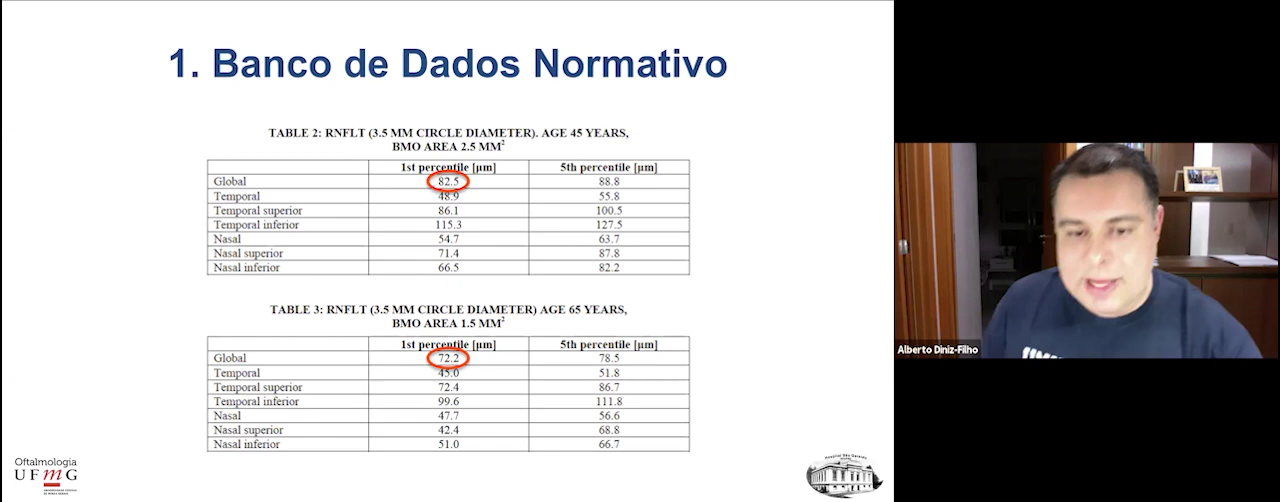 1. Banco de Dados Normativo
TABLE 2: RNFLT (3.5 MM CIRCLE DIAMETER). AGE 45 YEARS,
BMO AREA 2.5 MM²
1st percentile [µm] 5th percentile [µm]
Global 82.5 88.8
Temporal 48.9 55.8
Temporal superior 86.1 100.5
Temporal inferior 115.3 127.5
Nasal 54.7 63.7
Nasal superior 71.4 87.8
Nasal inferior 66.5 82.2
TABLE 3: RNFLT (3.5 MM CIRCLE DIAMETER) AGE 65 YEARS,
BMO AREA 1.5 MM²
1st percentile [µm] 5th percentile [µm]
Global 72.2 78.5
Temporal 45.0 51.8
Temporal superior 72.4 86.7
Temporal inferior 99.6 111.8
Nasal 47.7 56.6
Nasal superior 42.4 68.8
Nasal inferior 51.0 66.7
Oftalmologia
UFmG
Hospital São Geraldo
Alberto Diniz-Filho